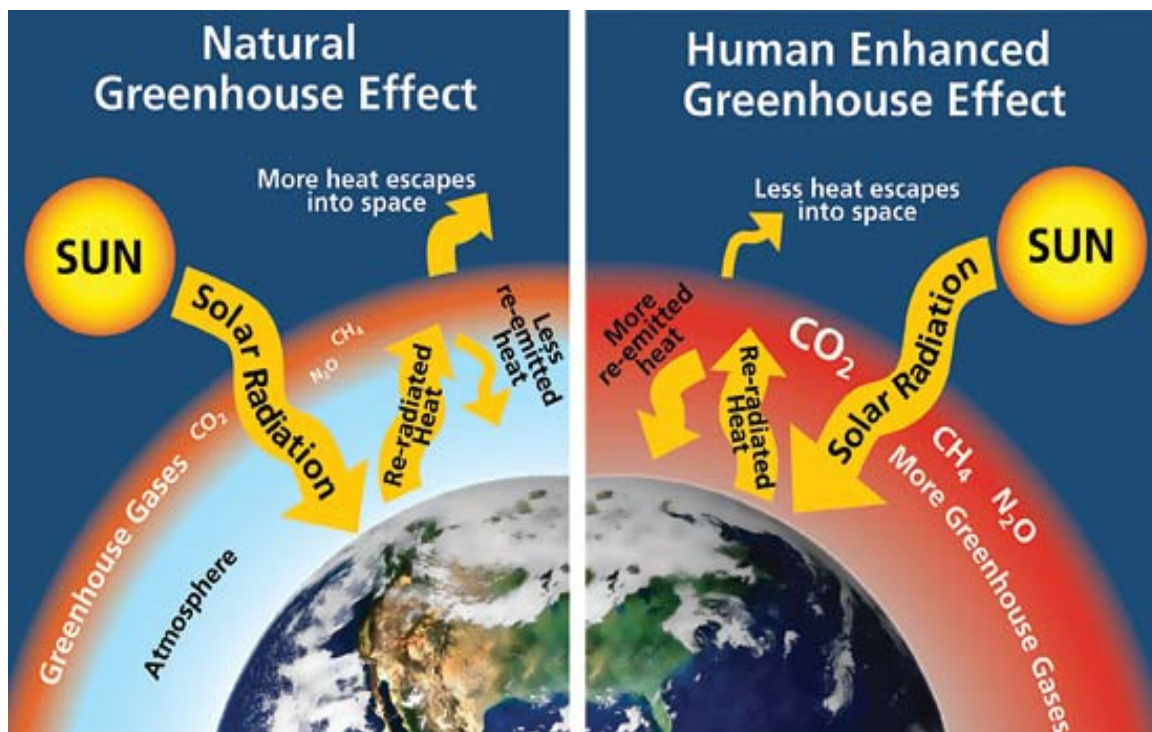 Natural
Greenhouse Effect
More heat escapes
into space
SUN
Solar Radiation
Re-radiated
Heat
Less
re-emitted
heat
CH₄
N₂O
CO₂
Greenhouse Gases
Atmosphere
Human Enhanced
Greenhouse Effect
Less heat escapes
into space
SUN
Solar Radiation
More
re-emitted
heat
Re-radiated
Heat
CO₂
CH₄
N₂O
More Greenhouse Gases